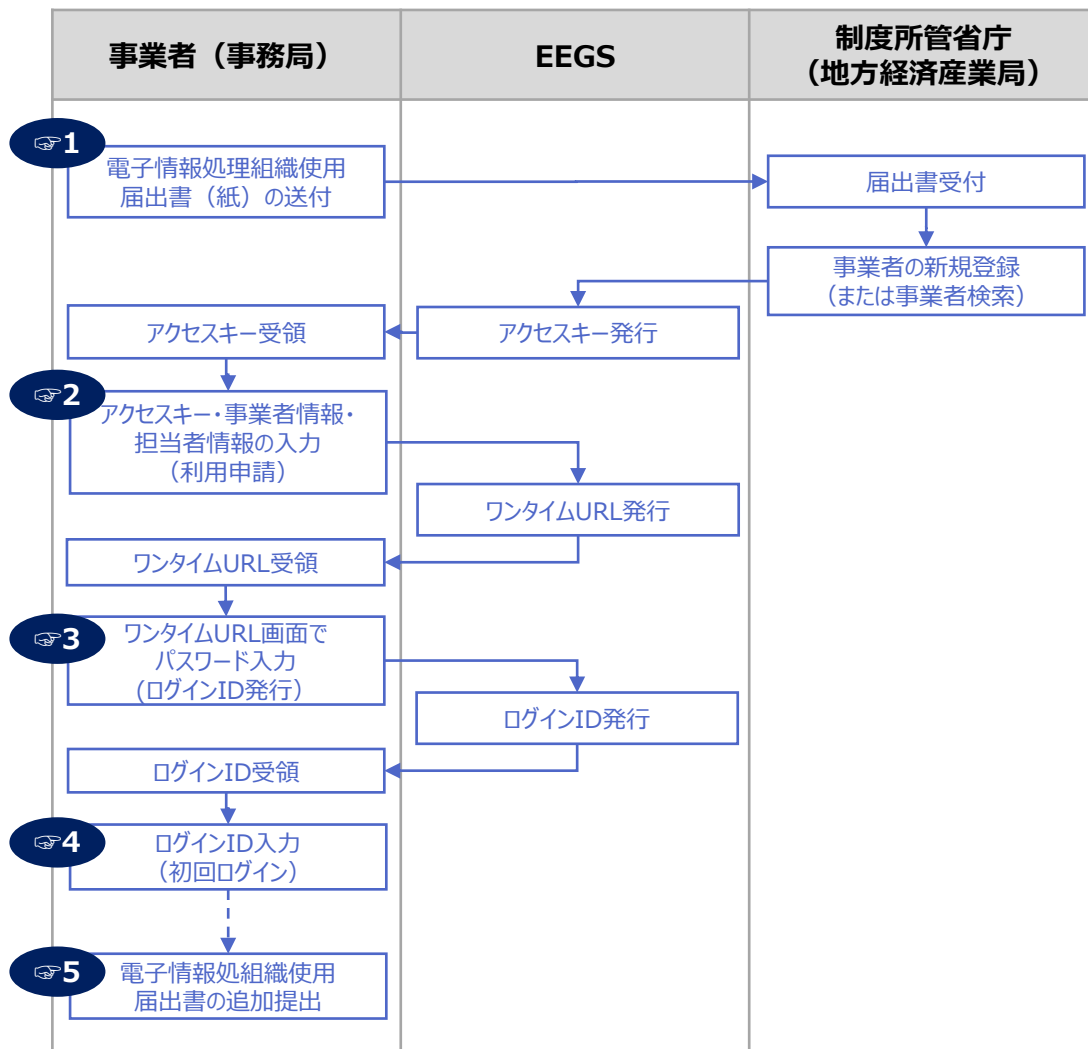 事業者（事務局）
EEGS
制度所管省庁
（地方経済産業局）
☞1
電子情報処理組織使用
届出書（紙）の送付
届出書受付
事業者の新規登録
（または事業者検索）
アクセスキー受領
アクセスキー発行
☞2
アクセスキー・事業者情報・
担当者情報の入力
（利用申請）
ワンタイムURL発行
ワンタイムURL受領
☞3
ワンタイムURL画面で
パスワード入力
(ログインID発行）
ログインID発行
ログインID受領
☞4
ログインID入力
（初回ログイン）
☞5
電子情報処組織使用
届出書の追加提出